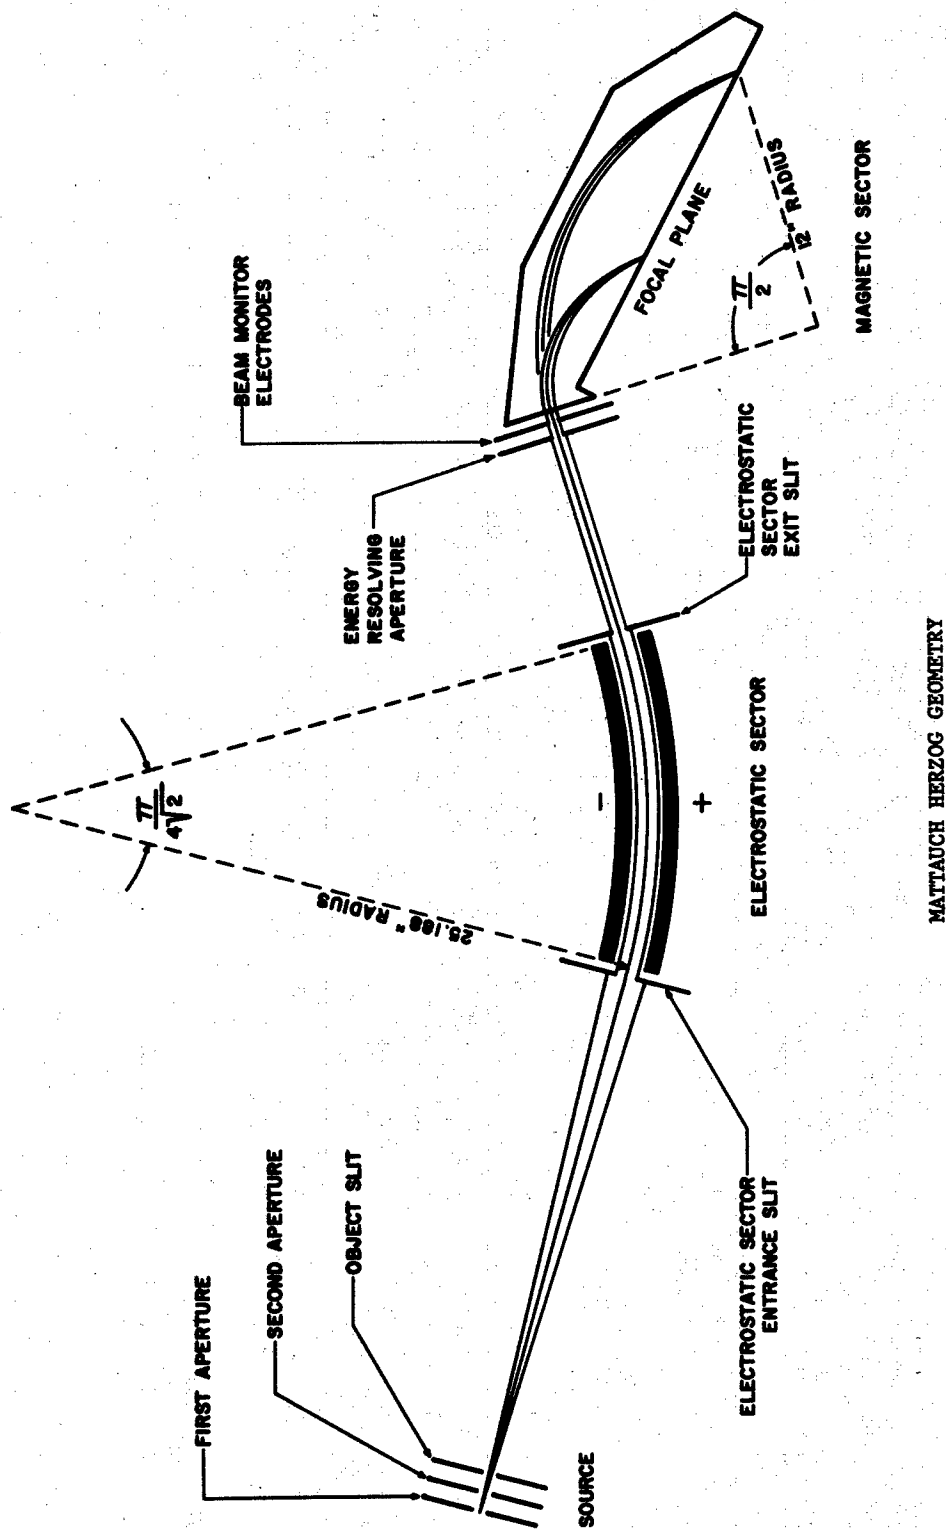 FIRST APERTURE
SECOND APERTURE
OBJECT SLIT
SOURCE
ELECTROSTATIC SECTOR
ENTRANCE SLIT
25.188" RADIUS
π
4√2
-
+
ELECTROSTATIC SECTOR
ENERGY
RESOLVING
APERTURE
BEAM MONITOR
ELECTRODES
ELECTROSTATIC
SECTOR
EXIT SLIT
FOCAL PLANE
π
2
12" RADIUS
MAGNETIC SECTOR
MATTAUCH HERZOG GEOMETRY